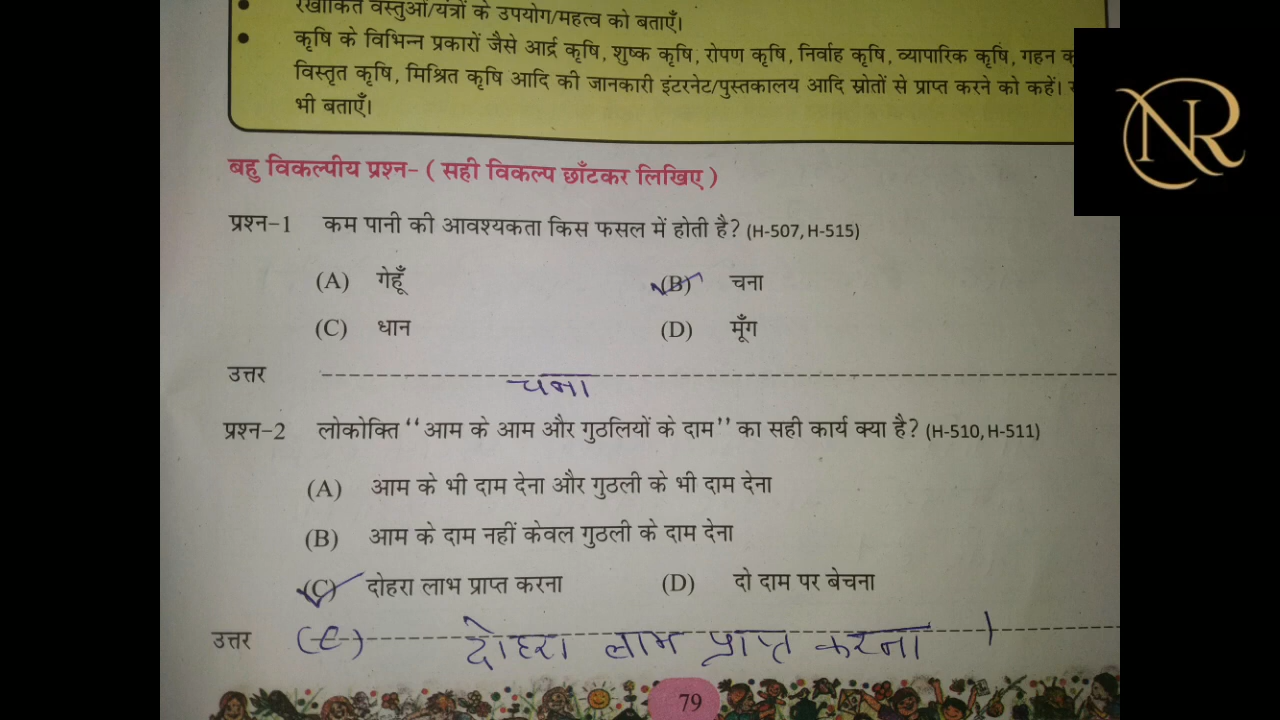 रेखांकित वस्तुओं/यंत्रों के उपयोग/महत्व को बताएँ।
कृषि के विभिन्न प्रकारों जैसे आर्द्र कृषि, शुष्क कृषि, रोपण कृषि, निर्वाह कृषि, व्यापारिक कृषि, गहन
विस्तृत कृषि, मिश्रित कृषि आदि की जानकारी इंटरनेट/पुस्तकालय आदि स्रोतों से प्राप्त करने को कहें।
भी बताएँ।
NR
बहु विकल्पीय प्रश्न- ( सही विकल्प छाँटकर लिखिए )
प्रश्न-1 कम पानी की आवश्यकता किस फसल में होती है? (H-507, H-515)
(A) गेहूँ (B) चना
(C) धान (D) मूँग
उत्तर चना
प्रश्न-2 लोकोक्ति ‘‘आम के आम और गुठलियों के दाम’’ का सही कार्य क्या है? (H-510, H-511)
(A) आम के भी दाम देना और गुठली के भी दाम देना
(B) आम के दाम नहीं केवल गुठली के दाम देना
(C) दोहरा लाभ प्राप्त करना (D) दो दाम पर बेचना
उत्तर (C) दोहरा लाभ प्राप्त करना ।
79